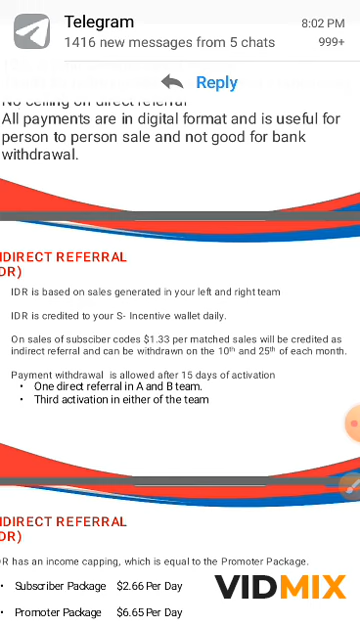 Telegram
8:02 PM
1416 new messages from 5 chats
999+
Reply
No ceiling on direct referral
All payments are in digital format and is useful for
person to person sale and not good for bank
withdrawal.
NDIRECT REFERRAL
DR)
IDR is based on sales generated in your left and right team
IDR is credited to your S- Incentive wallet daily.
On sales of subsciber codes $1.33 per matched sales will be credited as
indirect referral and can be withdrawn on the 10th and 25th of each month.
Payment withdrawal is allowed after 15 days of activation
• One direct referral in A and B team.
• Third activation in either of the team
NDIRECT REFERRAL
DR)
R has an income capping, which is equal to the Promoter Package.
• Subscriber Package $2.66 Per Day
• Promoter Package $6.65 Per Day
VIDMIX